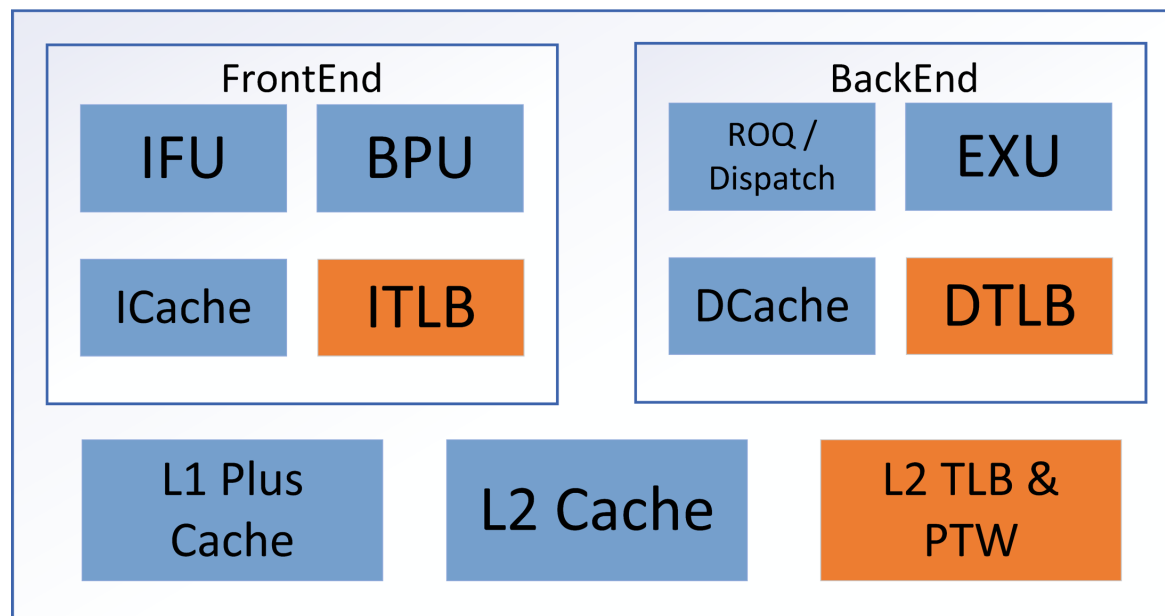 FrontEnd
IFU
BPU
ICache
ITLB
BackEnd
ROQ /
Dispatch
EXU
DCache
DTLB
L1 Plus
Cache
L2 Cache
L2 TLB &
PTW